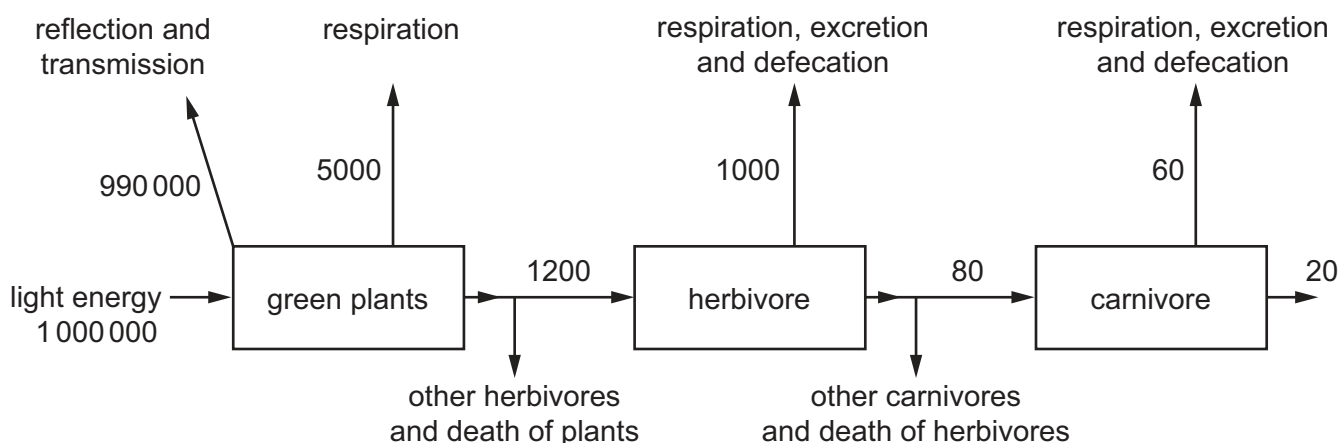 reflection and
transmission
respiration
respiration, excretion
and defecation
respiration, excretion
and defecation
990 000
5000
1000
60
light energy
1 000 000
green plants
1200
herbivore
80
carnivore
20
other herbivores
and death of plants
other carnivores
and death of herbivores